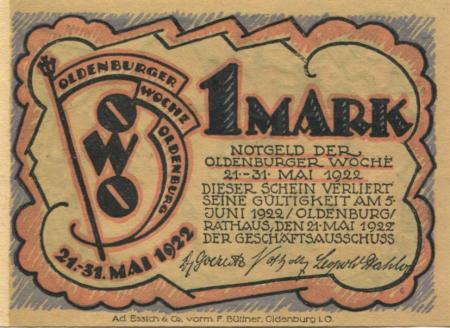 OLDENBURGER
WOCHE
OLDENBURG
OWO
21.-31. MAI 1922
1 MARK
NOTGELD DER
OLDENBURGER WOCHE
21.-31. MAI 1922
DIESER SCHEIN VERLIERT
SEINE GÜLTIGKEIT AM 5.
JUNI 1922/OLDENBURG/
RATHAUS, DEN 21. MAI 1922
DER GESCHÄFTSAUSSCHUSS
Ad. Essich & Co, vorm. F. Büttner, Oldenburg i. O.